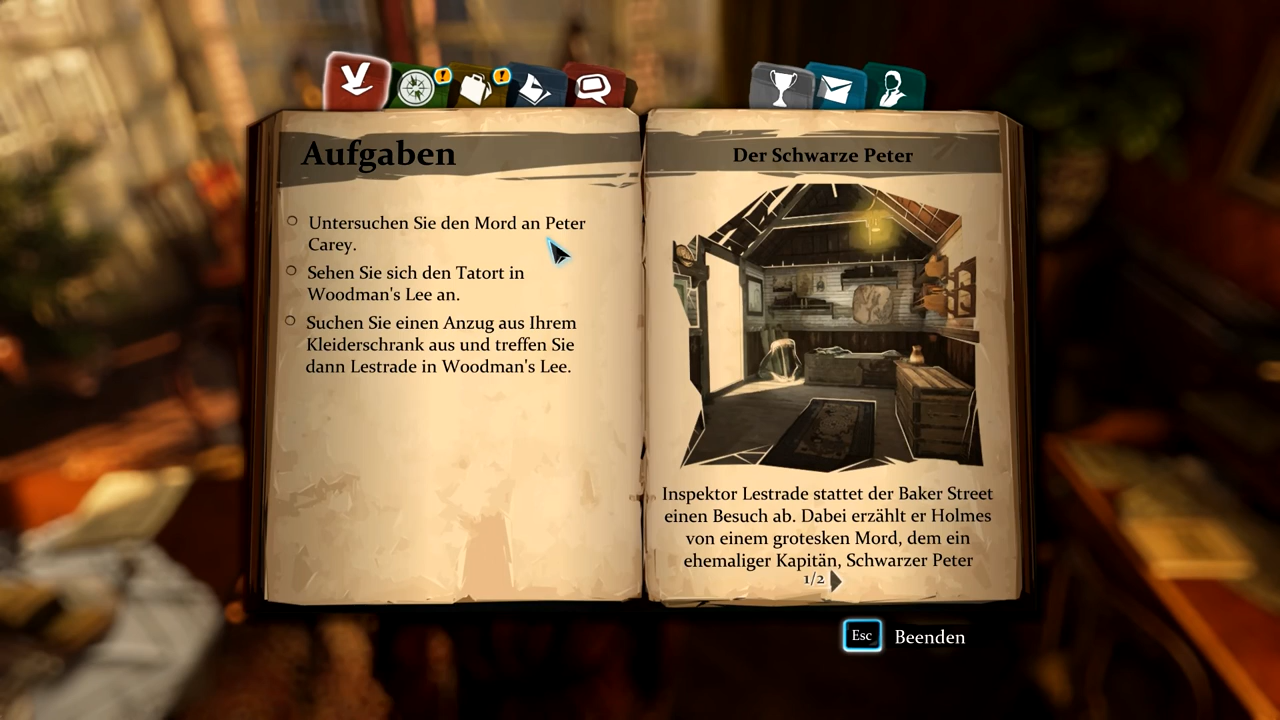 Aufgaben
Untersuchen Sie den Mord an Peter
Carey.
Sehen Sie sich den Tatort in
Woodman's Lee an.
Suchen Sie einen Anzug aus Ihrem
Kleiderschrank aus und treffen Sie
dann Lestrade in Woodman's Lee.
Der Schwarze Peter
Inspektor Lestrade stattet der Baker Street
einen Besuch ab. Dabei erzählt er Holmes
von einem grotesken Mord, dem ein
ehemaliger Kapitän, Schwarzer Peter
1/2
Esc Beenden